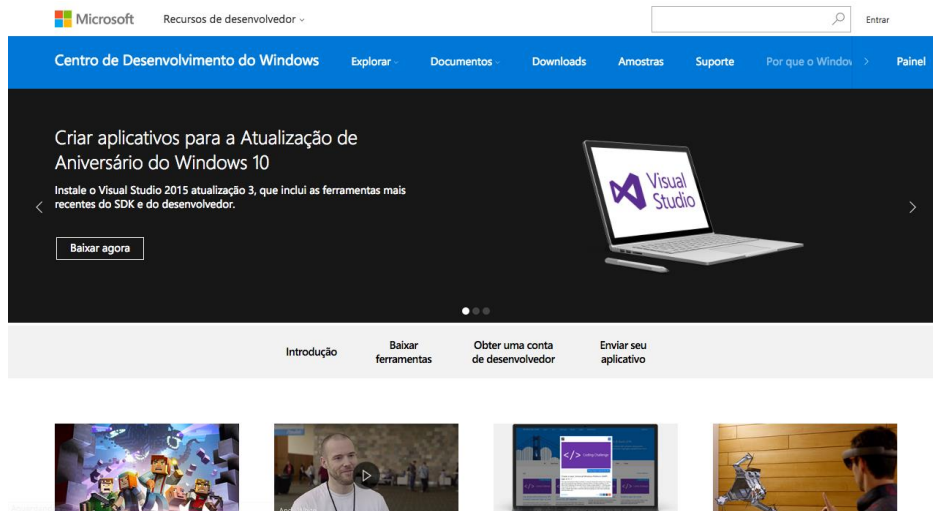 Microsoft
Recursos de desenvolvedor
Entrar
Centro de Desenvolvimento do Windows
Explorar
Documentos
Downloads
Amostras
Suporte
Por que o
Painel
Criar aplicativos para a Atualização de
Aniversário do Windows 10
Instale o Visual Studio 2015 atualização 3, que inclui as ferramentas mais
recentes do SDK e do desenvolvedor.
Baixar agora
Visual
Studio
Introdução
Baixar
ferramentas
Obter uma conta
de desenvolvedor
Enviar seu
aplicativo
</> Coding Challenge